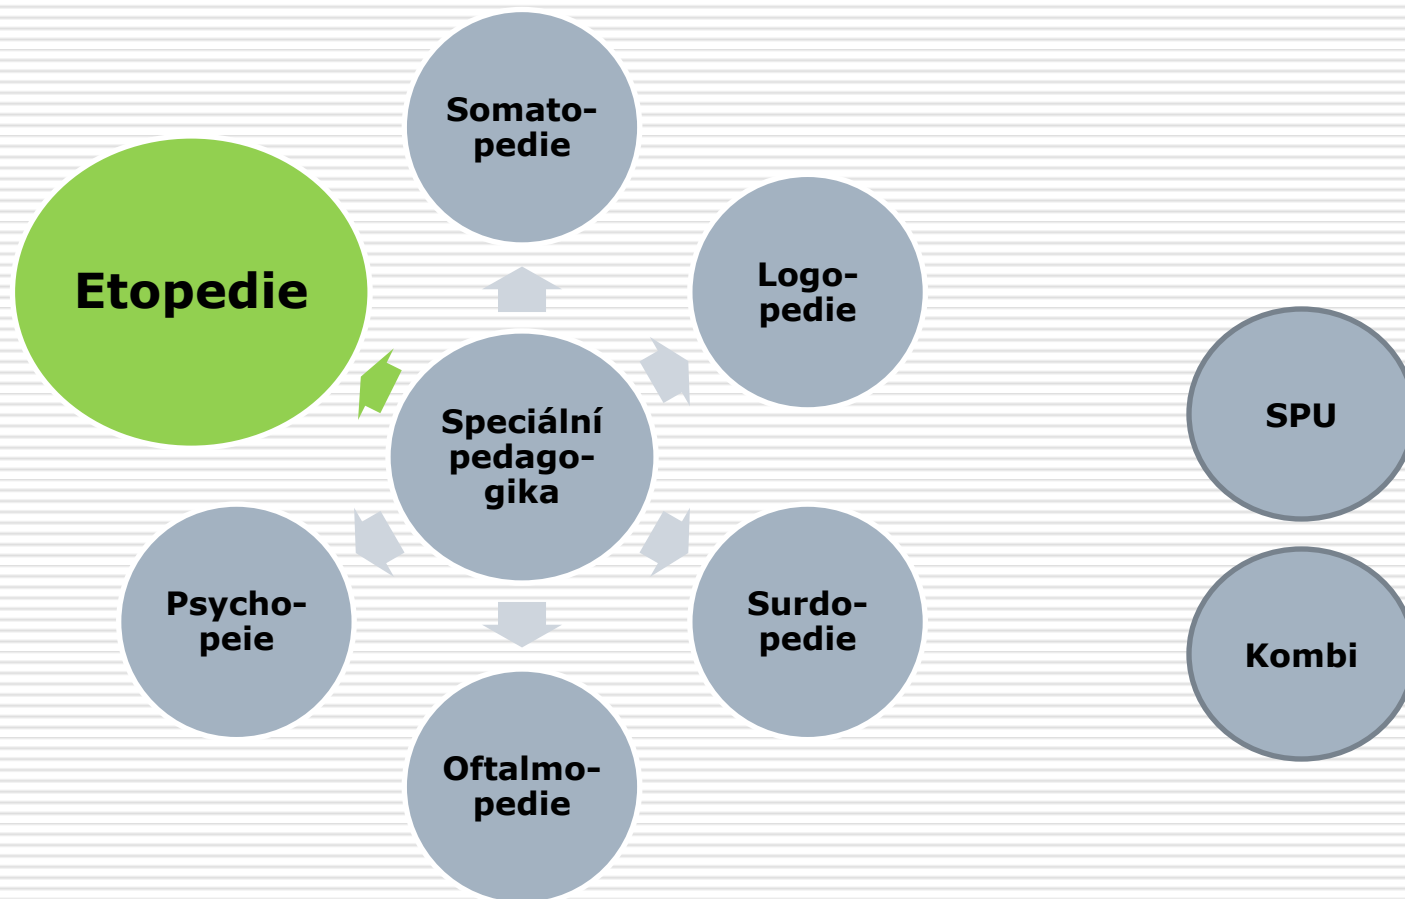 Somato-
pedie
Etopedie
Logo-
pedie
Speciální
pedago-
gika
SPU
Psycho-
peie
Surdo-
pedie
Kombi
Oftalmo-
pedie